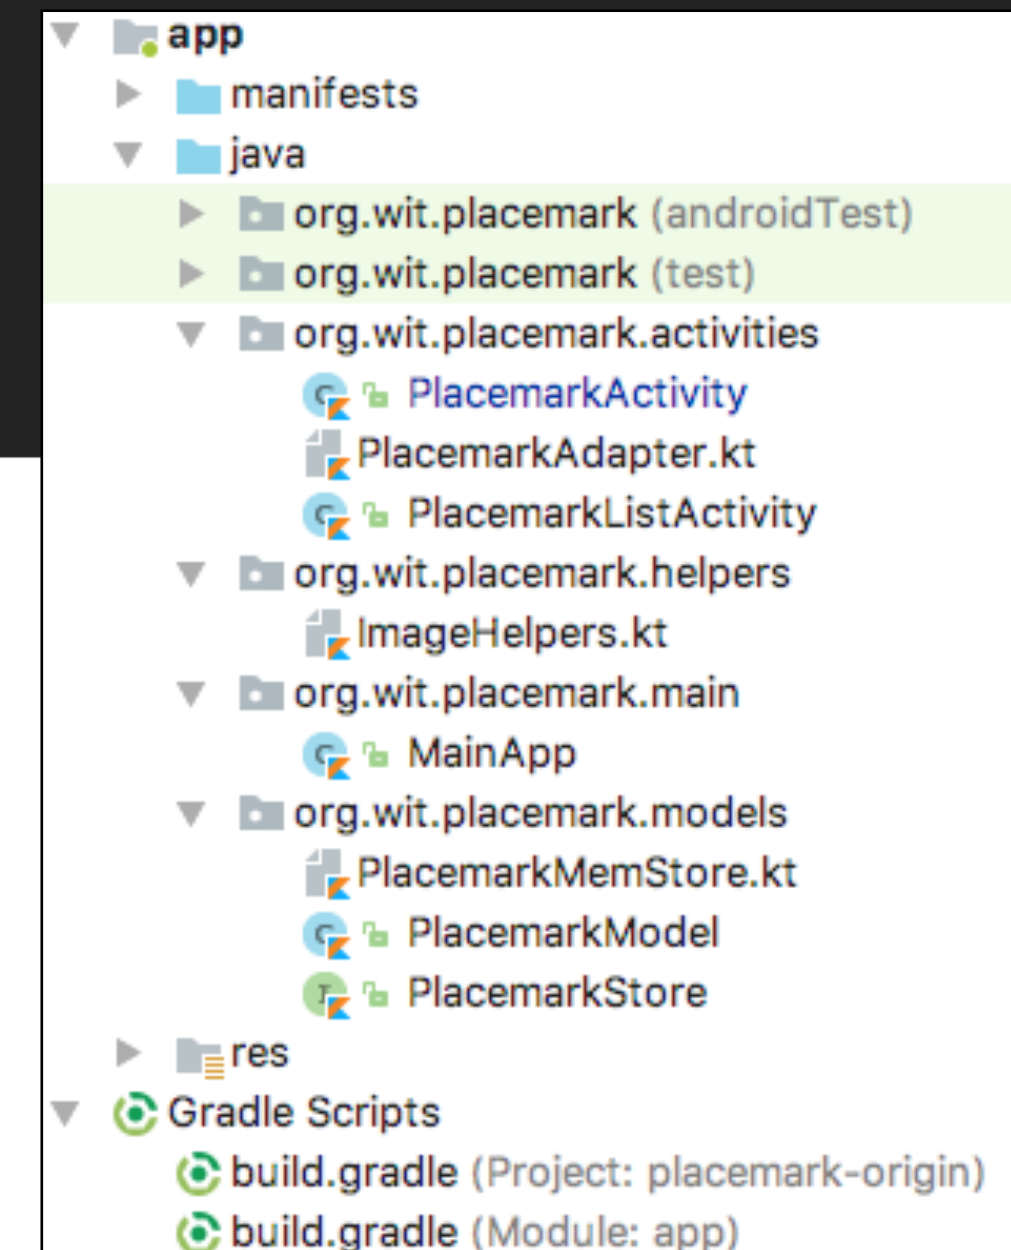 app
manifests
java
org.wit.placemark (androidTest)
org.wit.placemark (test)
org.wit.placemark.activities
PlacemarkActivity
PlacemarkAdapter.kt
PlacemarkListActivity
org.wit.placemark.helpers
ImageHelpers.kt
org.wit.placemark.main
MainApp
org.wit.placemark.models
PlacemarkMemStore.kt
PlacemarkModel
PlacemarkStore
res
Gradle Scripts
build.gradle (Project: placemark-origin)
build.gradle (Module: app)